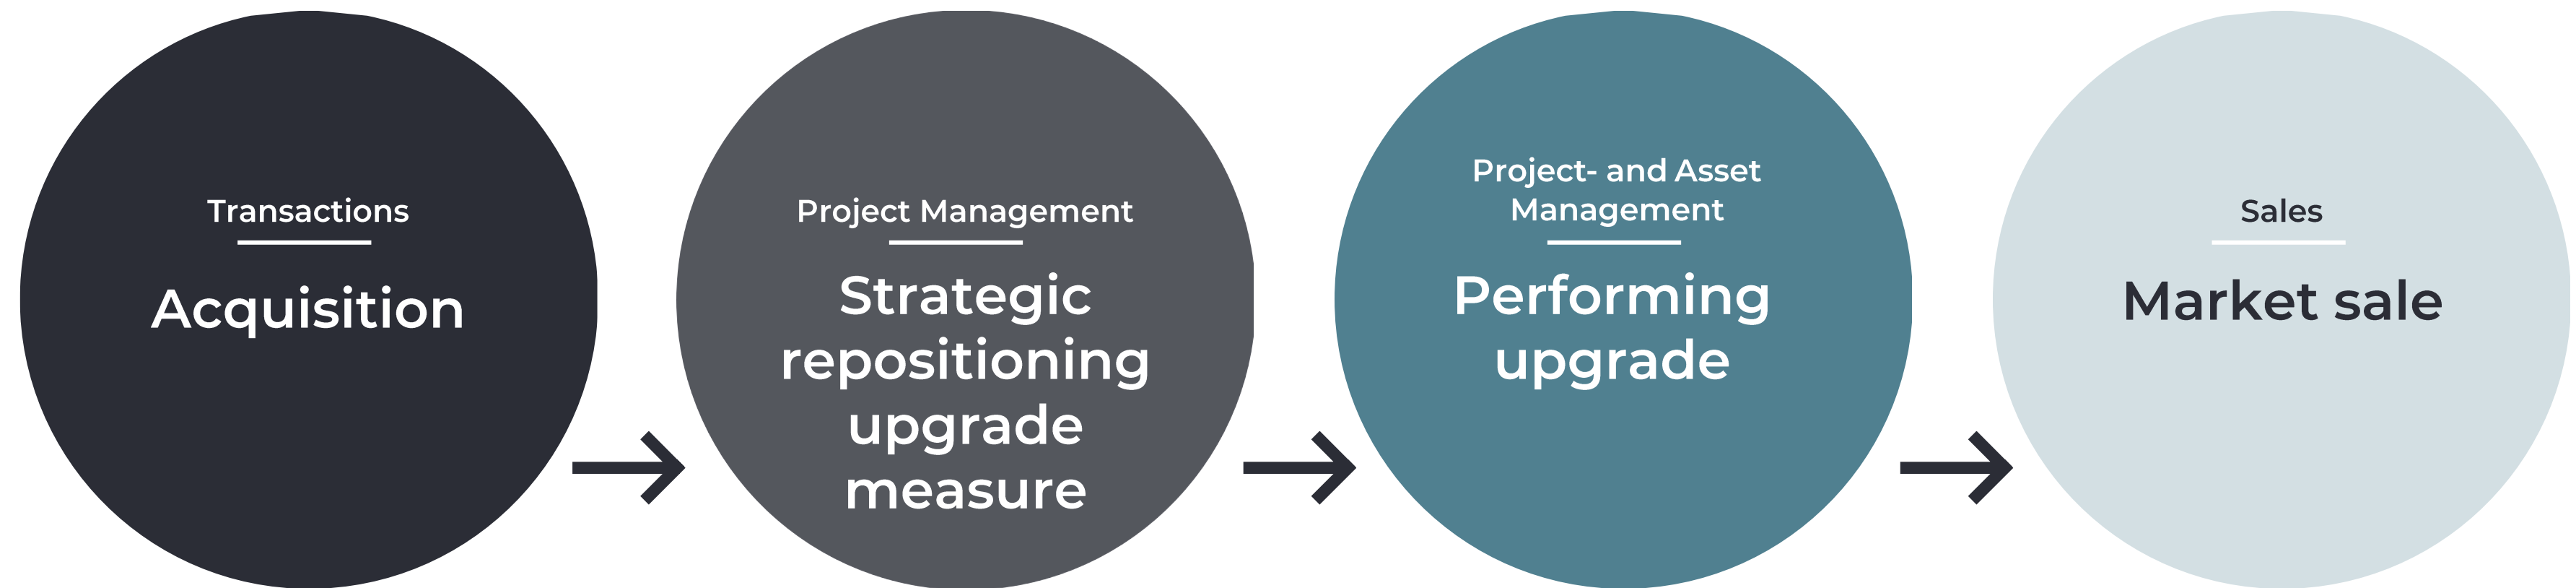 Transactions
Acquisition
Project Management
Strategic
repositioning
upgrade
measure
Project- and Asset
Management
Performing
upgrade
Sales
Market sale